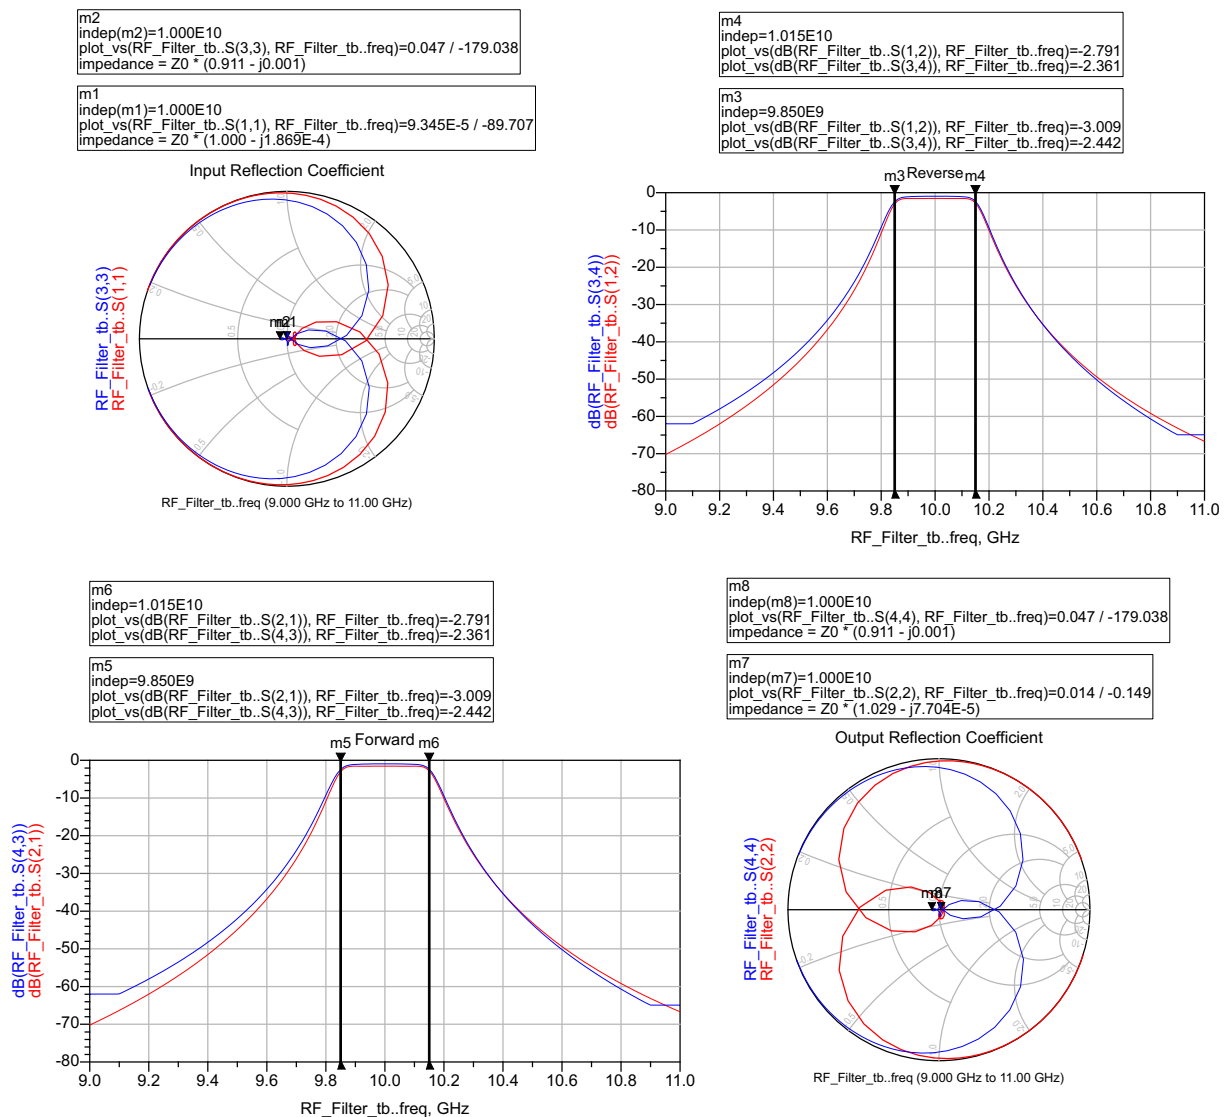 m2
indep(m2)=1.000E10
plot_vs(RF_Filter_tb..S(3,3), RF_Filter_tb..freq)=0.047 / -179.038
impedance = Z0 * (0.911 - j0.001)
m1
indep(m1)=1.000E10
plot_vs(RF_Filter_tb..S(1,1), RF_Filter_tb..freq)=9.345E-5 / -89.707
impedance = Z0 * (1.000 - j1.869E-4)
Input Reflection Coefficient
RF_Filter_tb..S(3,3)
RF_Filter_tb..S(1,1)
RF_Filter_tb..freq (9.000 GHz to 11.00 GHz)
m4
indep=1.015E10
plot_vs(dB(RF_Filter_tb..S(1,2)), RF_Filter_tb..freq)=-2.791
plot_vs(dB(RF_Filter_tb..S(3,4)), RF_Filter_tb..freq)=-2.361
m3
indep=9.850E9
plot_vs(dB(RF_Filter_tb..S(1,2)), RF_Filter_tb..freq)=-3.009
plot_vs(dB(RF_Filter_tb..S(3,4)), RF_Filter_tb..freq)=-2.442
m3 Reverse m4
0
-10
-20
-30
-40
-50
-60
-70
-80
dB(RF_Filter_tb..S(3,4))
dB(RF_Filter_tb..S(1,2))
9.0 9.2 9.4 9.6 9.8 10.0 10.2 10.4 10.6 10.8 11.0
RF_Filter_tb..freq, GHz
m6
indep=1.015E10
plot_vs(dB(RF_Filter_tb..S(2,1)), RF_Filter_tb..freq)=-2.791
plot_vs(dB(RF_Filter_tb..S(4,3)), RF_Filter_tb..freq)=-2.361
m5
indep=9.850E9
plot_vs(dB(RF_Filter_tb..S(2,1)), RF_Filter_tb..freq)=-3.009
plot_vs(dB(RF_Filter_tb..S(4,3)), RF_Filter_tb..freq)=-2.442
m5 Forward m6
0
-10
-20
-30
-40
-50
-60
-70
-80
dB(RF_Filter_tb..S(4,3))
dB(RF_Filter_tb..S(2,1))
9.0 9.2 9.4 9.6 9.8 10.0 10.2 10.4 10.6 10.8 11.0
RF_Filter_tb..freq, GHz
m8
indep(m8)=1.000E10
plot_vs(RF_Filter_tb..S(4,4), RF_Filter_tb..freq)=0.047 / -179.038
impedance = Z0 * (0.911 - j0.001)
m7
indep(m7)=1.000E10
plot_vs(RF_Filter_tb..S(2,2), RF_Filter_tb..freq)=0.014 / -0.149
impedance = Z0 * (1.029 - j7.704E-5)
Output Reflection Coefficient
RF_Filter_tb..S(4,4)
RF_Filter_tb..S(2,2)
RF_Filter_tb..freq (9.000 GHz to 11.00 GHz)